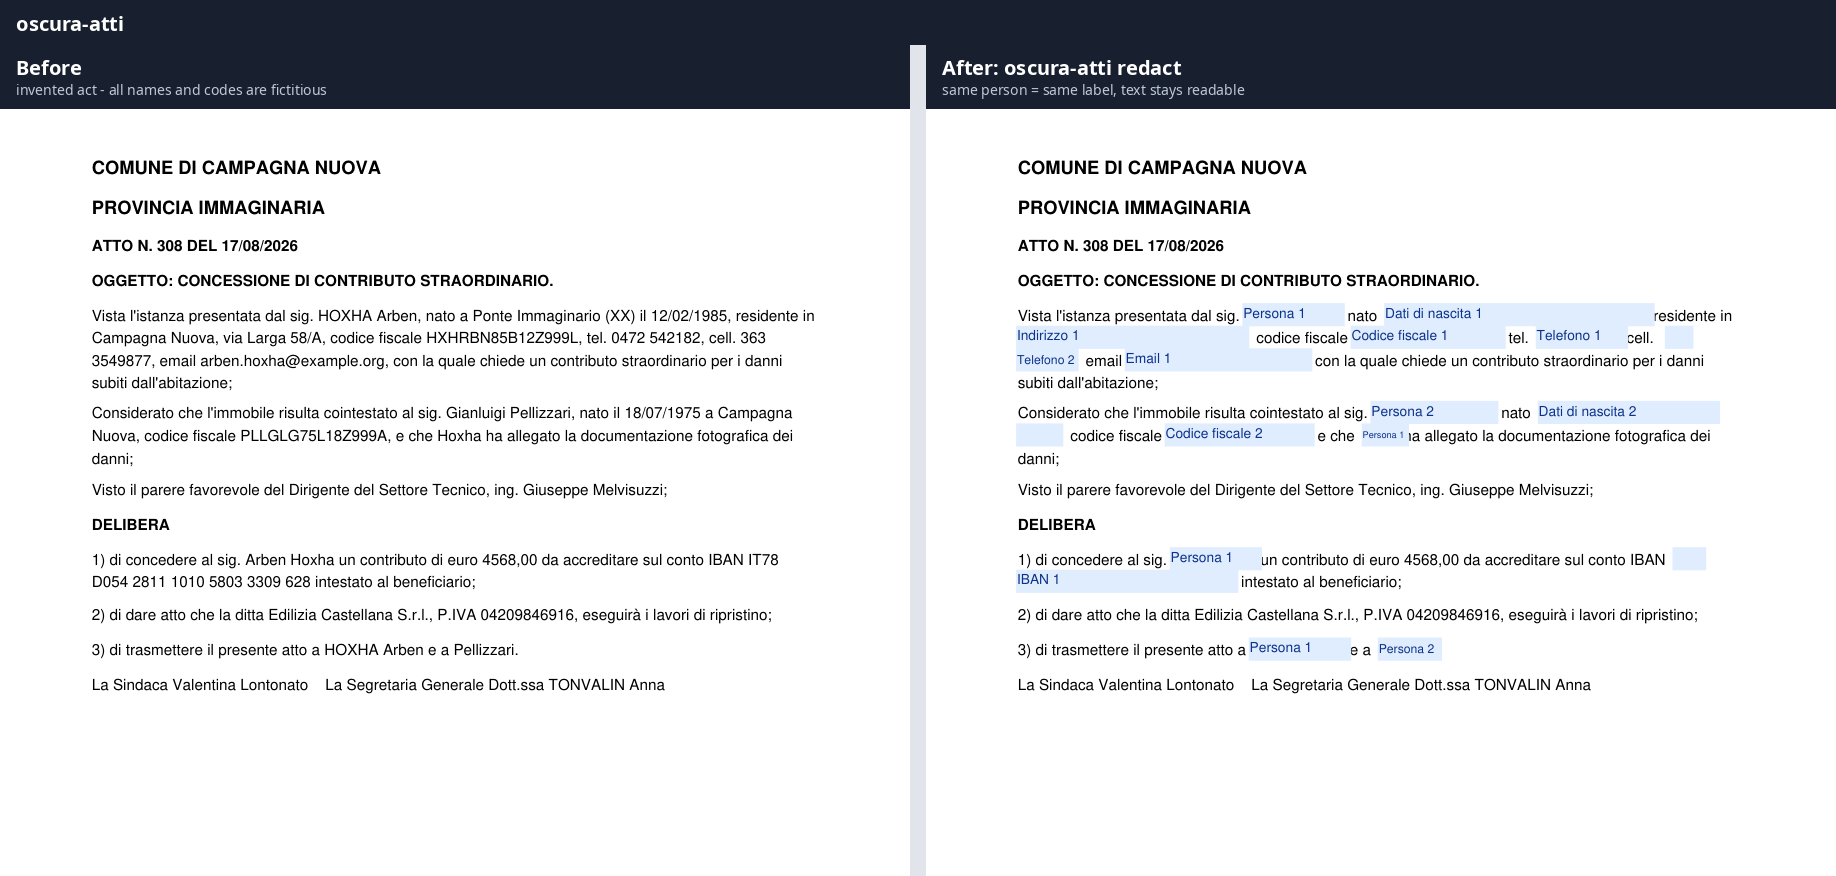 oscura-atti
Before
invented act - all names and codes are fictitious
COMUNE DI CAMPAGNA NUOVA
PROVINCIA IMMAGINARIA
ATTO N. 308 DEL 17/08/2026
OGGETTO: CONCESSIONE DI CONTRIBUTO STRAORDINARIO.
Vista l'istanza presentata dal sig. HOXHA Arben, nato a Ponte Immaginario (XX) il 12/02/1985, residente in
Campagna Nuova, via Larga 58/A, codice fiscale HXHRBN85B12Z999L, tel. 0472 542182, cell. 363
3549877, email arben.hoxha@example.org, con la quale chiede un contributo straordinario per i danni
subiti dall'abitazione;
Considerato che l'immobile risulta cointestato al sig. Gianluigi Pellizzari, nato il 18/07/1975 a Campagna
Nuova, codice fiscale PLLGLG75L18Z999A, e che Hoxha ha allegato la documentazione fotografica dei
danni;
Visto il parere favorevole del Dirigente del Settore Tecnico, ing. Giuseppe Melvisuzzi;
DELIBERA
1) di concedere al sig. Arben Hoxha un contributo di euro 4568,00 da accreditare sul conto IBAN IT78
D054 2811 1010 5803 3309 628 intestato al beneficiario;
2) di dare atto che la ditta Edilizia Castellana S.r.l., P.IVA 04209846916, eseguirà i lavori di ripristino;
3) di trasmettere il presente atto a HOXHA Arben e a Pellizzari.
La Sindaca Valentina Lontonato La Segretaria Generale Dott.ssa TONVALIN Anna
After: oscura-atti redact
same person = same label, text stays readable
COMUNE DI CAMPAGNA NUOVA
PROVINCIA IMMAGINARIA
ATTO N. 308 DEL 17/08/2026
OGGETTO: CONCESSIONE DI CONTRIBUTO STRAORDINARIO.
Vista l'istanza presentata dal sig. Persona 1 nato Dati di nascita 1 residente in
Indirizzo 1 codice fiscale Codice fiscale 1 tel. Telefono 1 cell.
Telefono 2 email Email 1 con la quale chiede un contributo straordinario per i danni
subiti dall'abitazione;
Considerato che l'immobile risulta cointestato al sig. Persona 2 nato Dati di nascita 2
codice fiscale Codice fiscale 2 e che Persona 1 ha allegato la documentazione fotografica dei
danni;
Visto il parere favorevole del Dirigente del Settore Tecnico, ing. Giuseppe Melvisuzzi;
DELIBERA
1) di concedere al sig. Persona 1 un contributo di euro 4568,00 da accreditare sul conto IBAN
IBAN 1 intestato al beneficiario;
2) di dare atto che la ditta Edilizia Castellana S.r.l., P.IVA 04209846916, eseguirà i lavori di ripristino;
3) di trasmettere il presente atto a Persona 1 e a Persona 2
La Sindaca Valentina Lontonato La Segretaria Generale Dott.ssa TONVALIN Anna